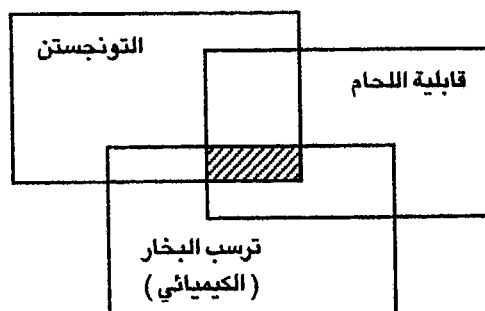 التونجستن
قابلية اللحام
ترسب البخار
(الكيميائي)